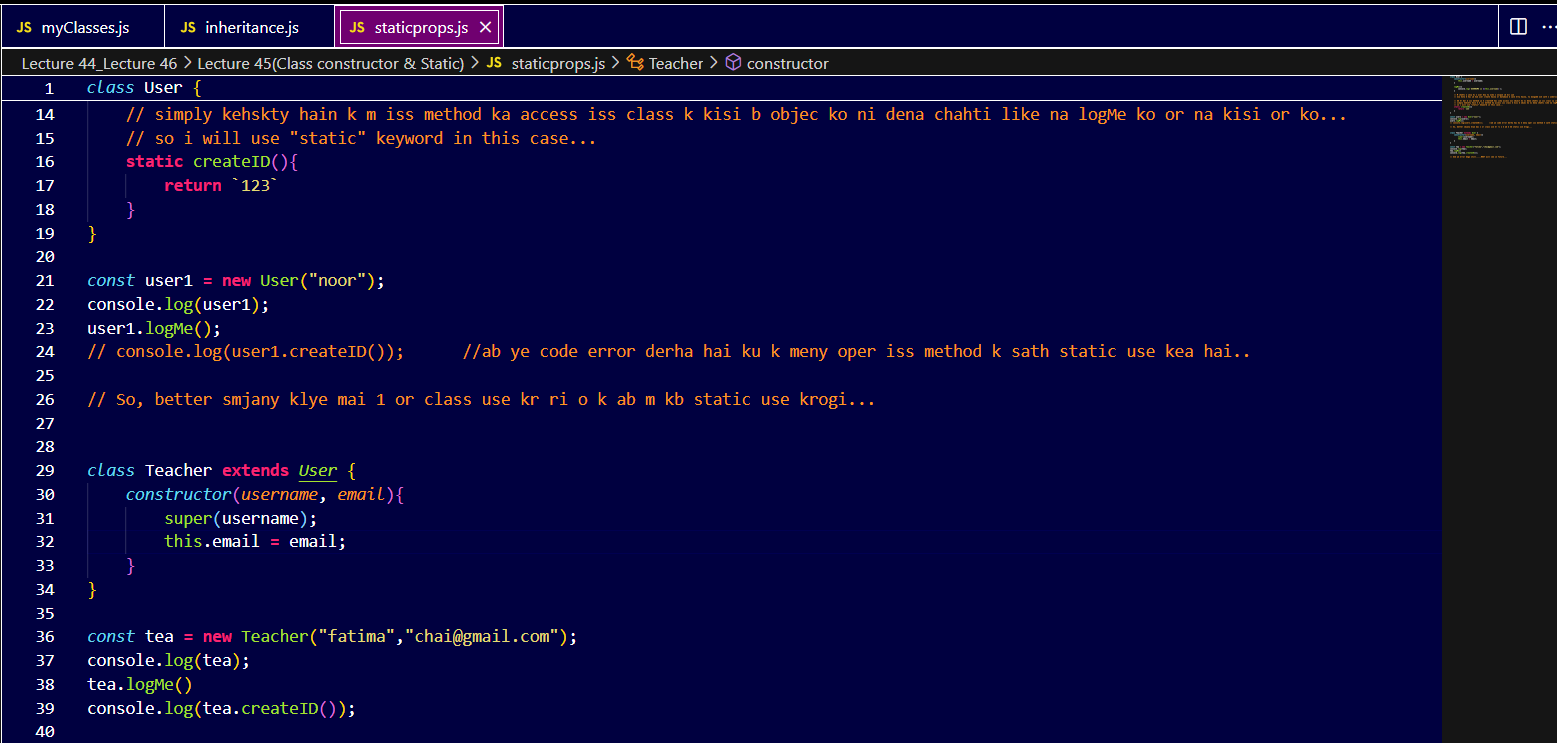 JS myClasses.js JS inheritance.js JS staticprops.js ×
Lecture 44_Lecture 46 > Lecture 45(Class constructor & Static) > JS staticprops.js > Teacher > constructor
1 class User {
14 // simply kehskty hain k m iss method ka access iss class k kisi b objec ko ni dena chahti like na logMe ko or na kisi or ko...
15 // so i will use "static" keyword in this case...
16 static createID(){
17 return `123`
18 }
19 }
20
21 const user1 = new User("noor");
22 console.log(user1);
23 user1.logMe();
24 // console.log(user1.createID()); //ab ye code error derha hai ku k meny oper iss method k sath static use kea hai..
25
26 // So, better smjany klye mai 1 or class use kr ri o k ab m kb static use krogi...
27
28
29 class Teacher extends User {
30 constructor(username, email){
31 super(username);
32 this.email = email;
33 }
34 }
35
36 const tea = new Teacher("fatima","chai@gmail.com");
37 console.log(tea);
38 tea.logMe()
39 console.log(tea.createID());
40